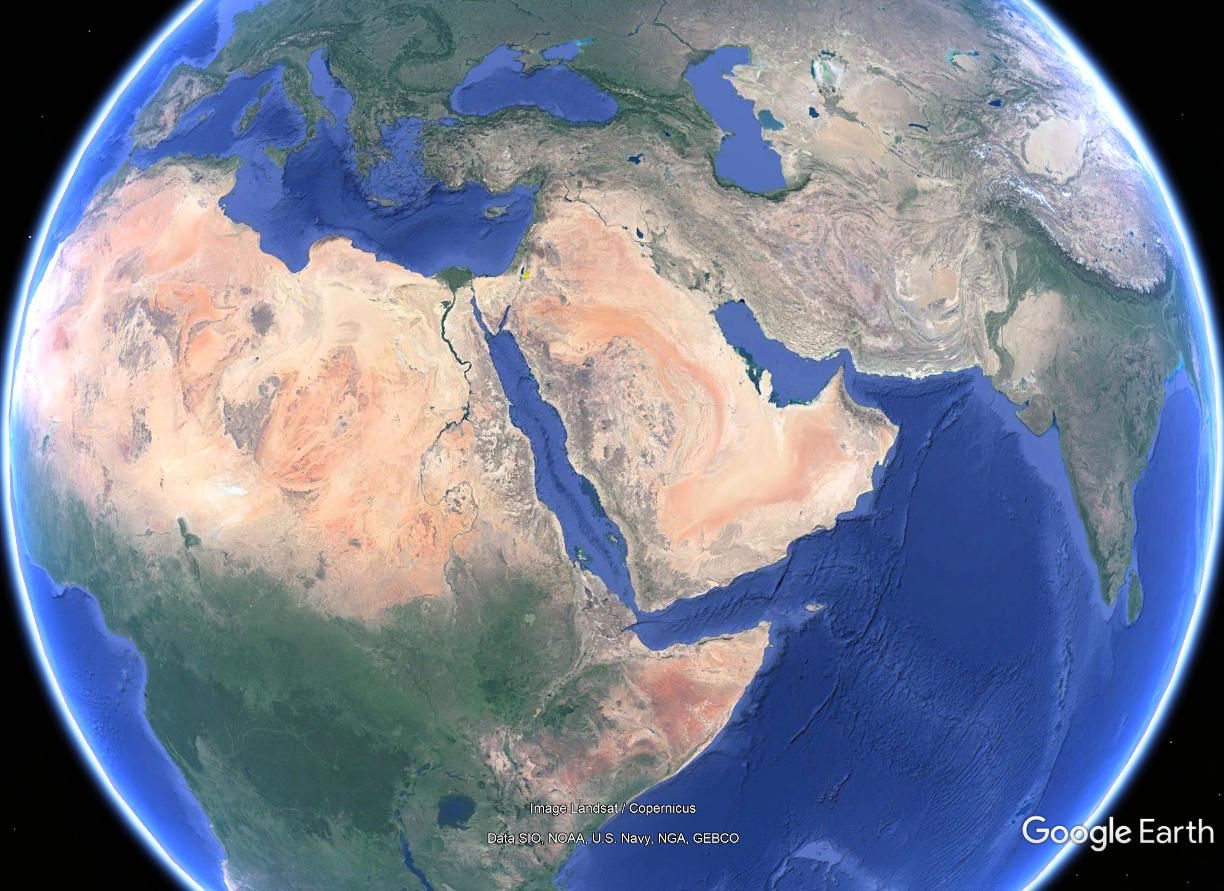 Image Landsat / Copernicus
Data SIO, NOAA, U.S. Navy, NGA, GEBCO
Google Earth